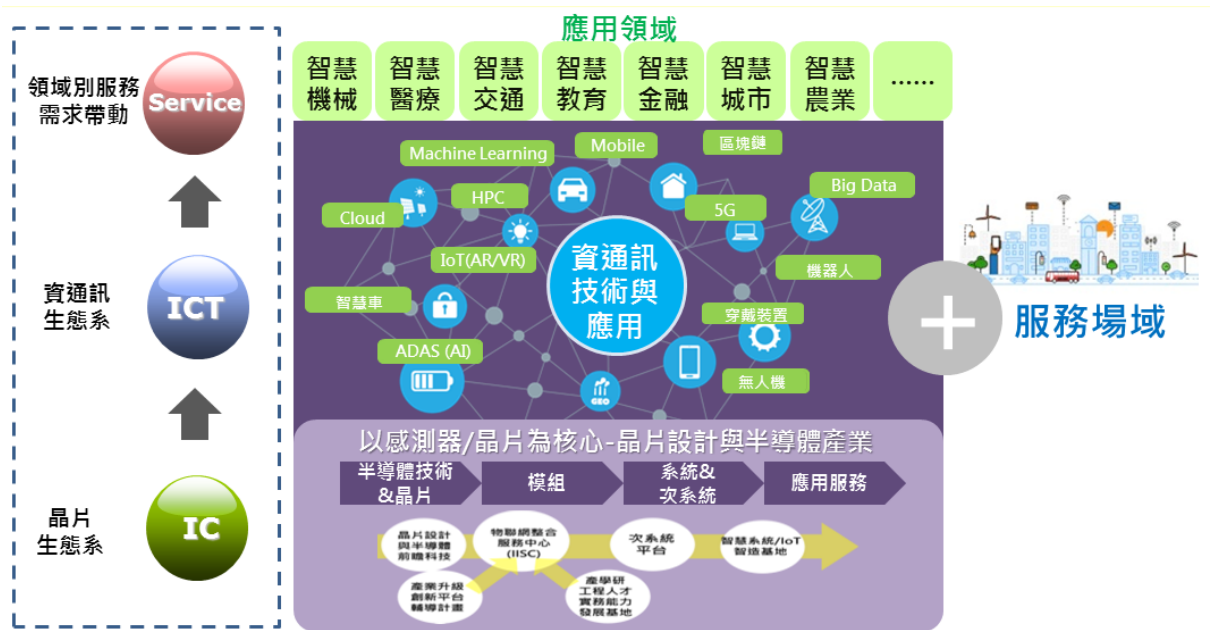 領域別服務
需求帶動
Service
資通訊
生態系
ICT
晶片
生態系
IC
應用領域
智慧
機械
智慧
醫療
智慧
交通
智慧
教育
智慧
金融
智慧
城市
智慧
農業
......
Machine Learning
Mobile
區塊鏈
Cloud
HPC
5G
Big Data
IoT(AR/VR)
機器人
智慧車
穿戴裝置
ADAS (AI)
無人機
GEO
資通訊
技術與
應用
+
服務場域
以感測器/晶片為核心-晶片設計與半導體產業
半導體技術
&晶片
模組
系統&
次系統
應用服務
晶片設計
與半導體
前瞻科技
物聯網整合
服務中心
(IISC)
次系統
平台
智慧系統/IoT
智造基地
產業升級
創新平台
輔導計畫
產學研
工程人才
實務能力
發展基地